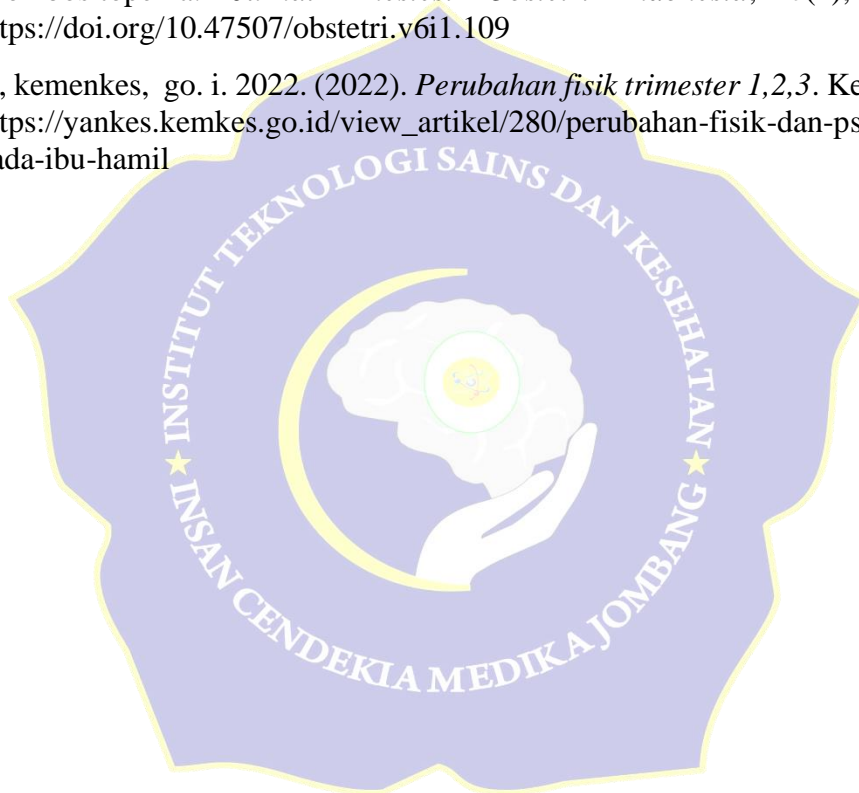 https://doi.org/10.47507/obstetri.v6i1.109
, kemenkes, go. i. 2022. (2022). Perubahan fisik trimester 1,2,3. Ke
tps://yankes.kemkes.go.id/view_artikel/280/perubahan-fisik-dan-ps
ada-ibu-hamil
INSTITUT TEKNOLOGI SAINS DAN KESEHATAN
INSAN CENDEKIA MEDIKA JOMBANG